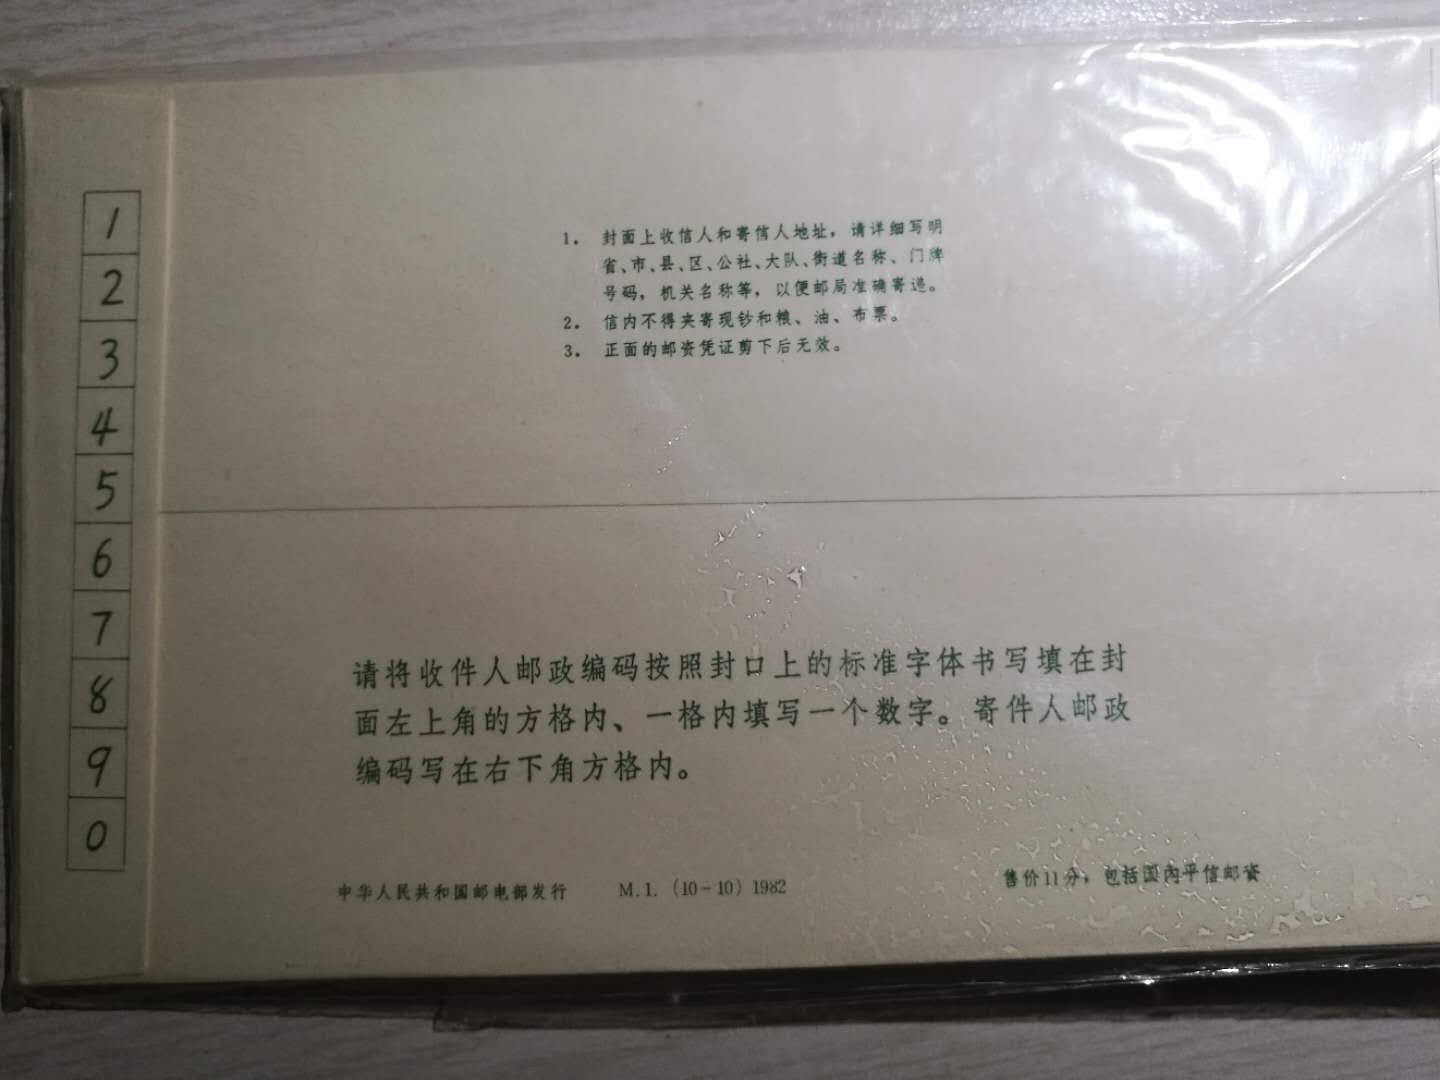 1
2
3
4
5
6
7
8
9
0
1. 封面上收信人和寄信人地址，请详细写明
省、市、县、区、公社、大队、街道名称、门牌
号码，机关名称等，以便邮局准确寄递。
2. 信内不得夹寄现钞和粮、油、布票。
3. 正面的邮资凭证剪下后无效。
请将收件人邮政编码按照封口上的标准字体书写填在封
面左上角的方格内、一格内填写一个数字。寄件人邮政
编码写在右下角方格内。
中华人民共和国邮电部发行 M.1.(10-10)1982 售价11分，包括国内平信邮资